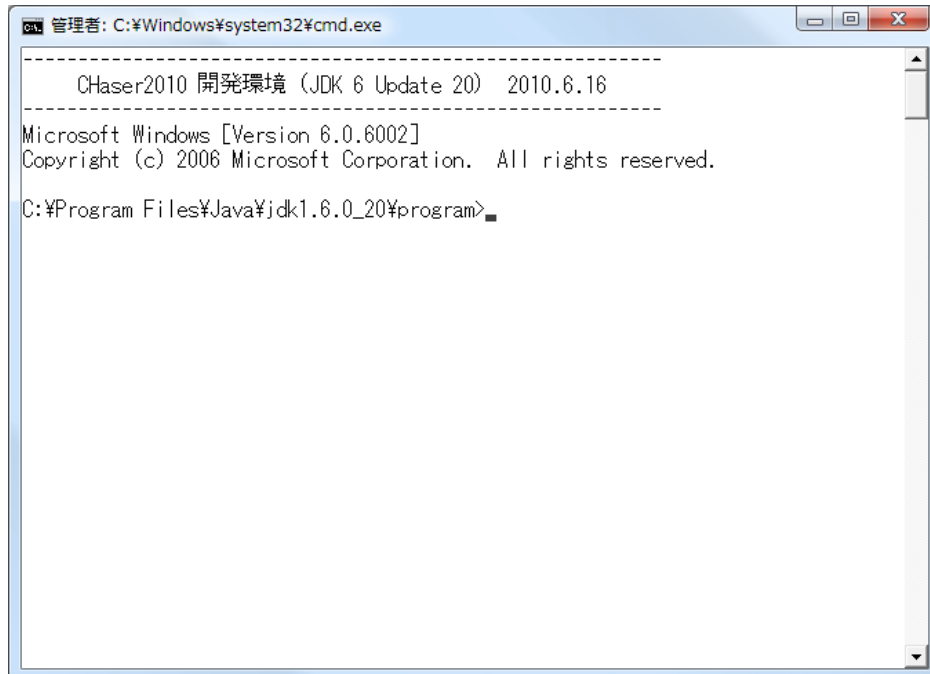 管理者: C:¥Windows¥system32¥cmd.exe
----------------------------------------------------------
CHaser2010 開発環境 (JDK 6 Update 20) 2010.6.16
----------------------------------------------------------
Microsoft Windows [Version 6.0.6002]
Copyright (c) 2006 Microsoft Corporation.  All rights reserved.
C:¥Program Files¥Java¥jdk1.6.0_20¥program>